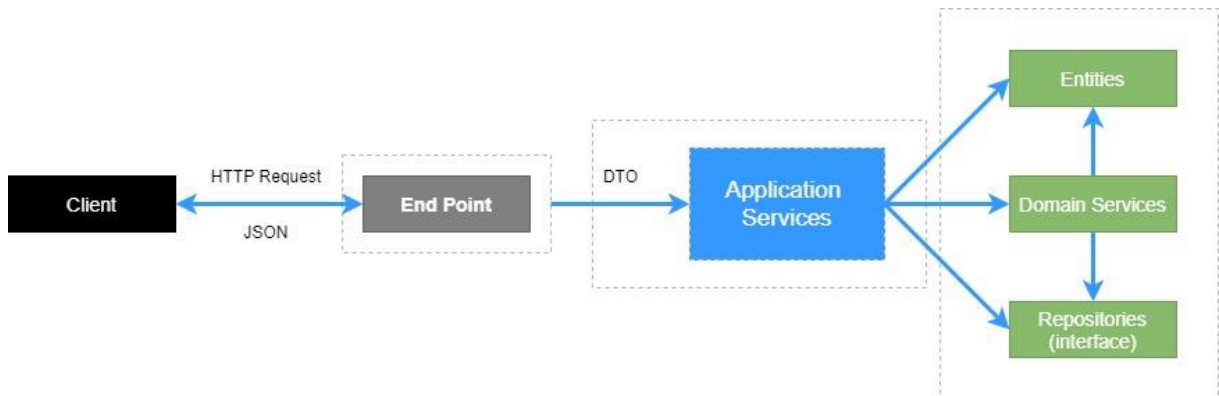 Client
HTTP Request
JSON
End Point
DTO
Application
Services
Entities
Domain Services
Repositories
(interface)